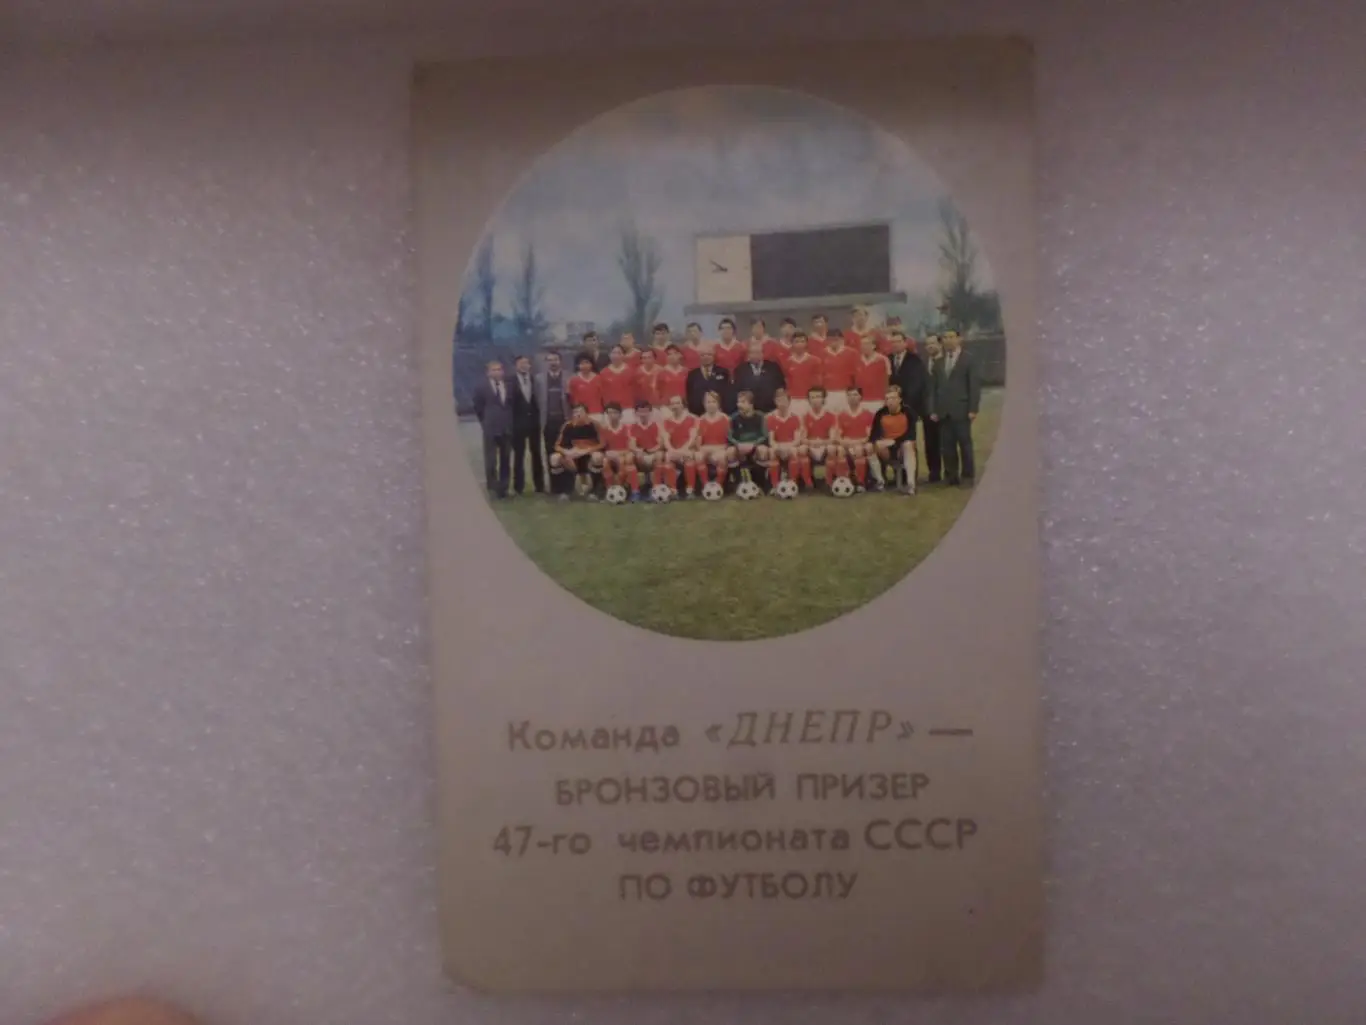 Команда «ДНЕПР» —
БРОНЗОВЫЙ ПРИЗЕР
47-го чемпионата СССР
ПО ФУТБОЛУ